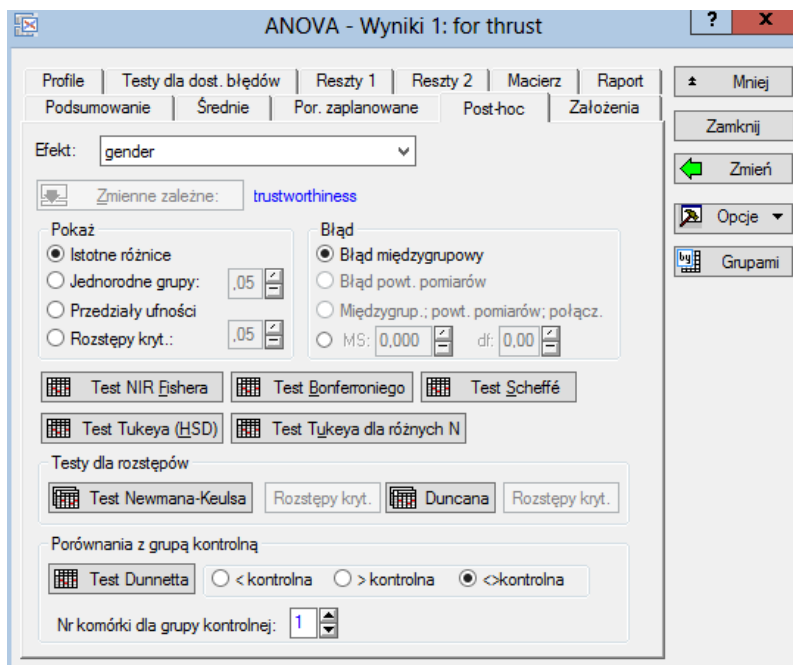 ANOVA - Wyniki 1: for thrust
? x
Profile Testy dla dost. błędów Reszty 1 Reszty 2 Macierz Raport
Podsumowanie Średnie Por. zaplanowane Post-hoc Założenia
Mniej
Zamknij
Zmień
Opcje
Grupami
Efekt: gender
Zmienne zależne: trustworthiness
Pokaż
Istotne różnice
Jednorodne grupy: ,05
Przedziały ufności
Rozstępy kryt.: ,05
Błąd
Błąd międzygrupowy
Błąd powt. pomiarów
Międzygrup.; powt. pomiarów; połącz.
MS: 0,000 df: 0,00
Test NIR Fishera Test Bonferroniego Test Scheffé
Test Tukeya (HSD) Test Tukeya dla różnych N
Testy dla rozstępów
Test Newmana-Keulsa Rozstępy kryt. Duncana Rozstępy kryt.
Porównania z grupą kontrolną
Test Dunnetta < kontrolna > kontrolna <>kontrolna
Nr komórki dla grupy kontrolnej: 1